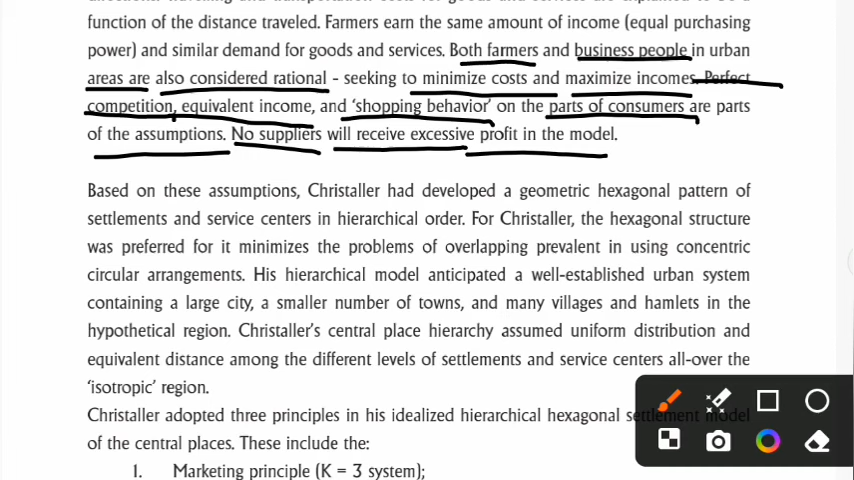 function of the distance traveled. Farmers earn the same amount of income (equal purchasing
power) and similar demand for goods and services. Both farmers and business people in urban
areas are also considered rational - seeking to minimize costs and maximize incomes. Perfect
competition, equivalent income, and 'shopping behavior' on the parts of consumers are parts
of the assumptions. No suppliers will receive excessive profit in the model.
Based on these assumptions, Christaller had developed a geometric hexagonal pattern of
settlements and service centers in hierarchical order. For Christaller, the hexagonal structure
was preferred for it minimizes the problems of overlapping prevalent in using concentric
circular arrangements. His hierarchical model anticipated a well-established urban system
containing a large city, a smaller number of towns, and many villages and hamlets in the
hypothetical region. Christaller's central place hierarchy assumed uniform distribution and
equivalent distance among the different levels of settlements and service centers all-over the
'isotropic' region.
Christaller adopted three principles in his idealized hierarchical hexagonal settlement model
of the central places. These include the:
1. Marketing principle (K = 3 system);